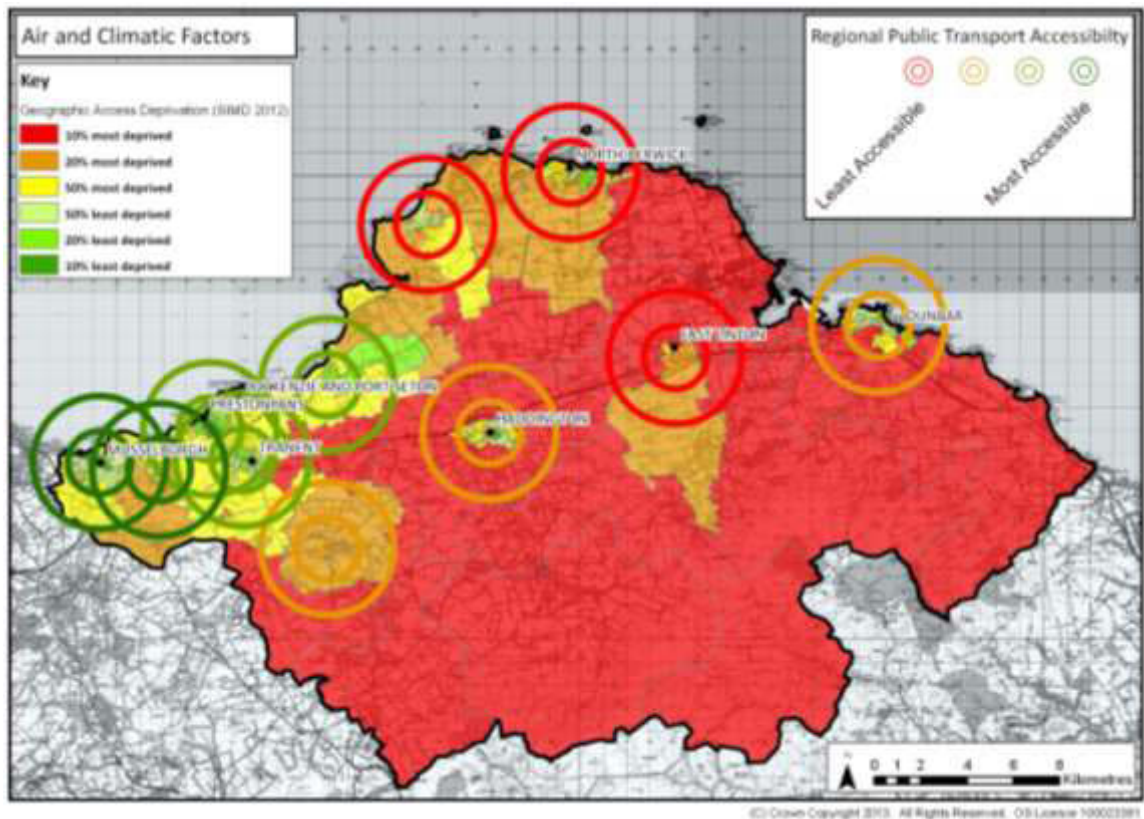 Air and Climatic Factors
Key
Geographic Access Deprivation (SIMD 2012)
10% most deprived
20% most deprived
50% most deprived
50% least deprived
20% least deprived
10% least deprived
Regional Public Transport Accessibilty
Least Accessible
Most Accessible
NORTH BERWICK
DUNBAR
EAST LINTON
AND PORT SETON
PRESTONPANS
HADDINGTON
MUSSELBURGH
TRANENT
0 1 2 4 6 8
Kilometres
(C) Crown Copyright 2013. All Rights Reserved. OS Licence